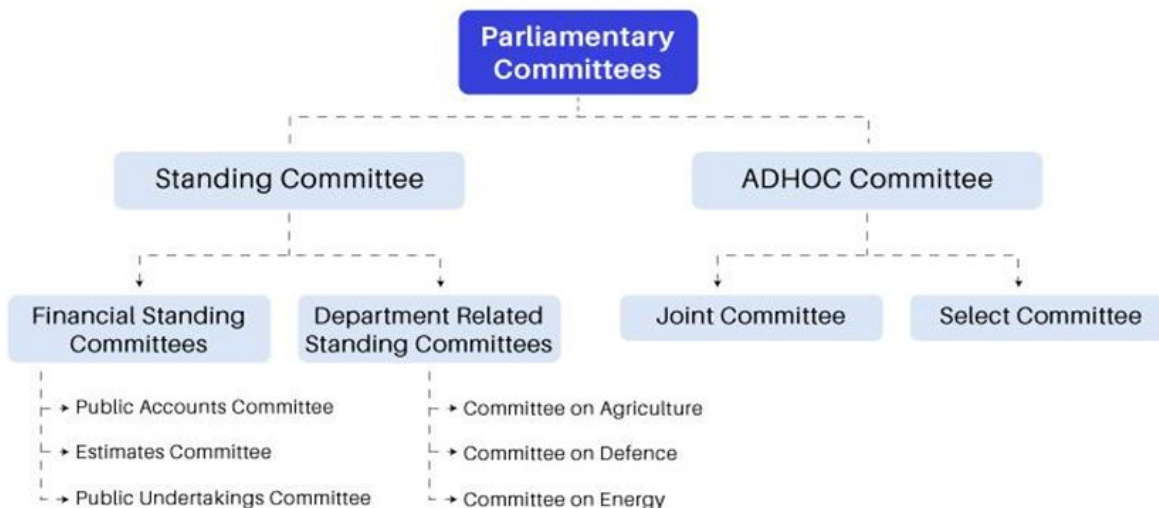 Parliamentary
Committees
Standing Committee
ADHOC Committee
Financial Standing
Committees
Department Related
Standing Committees
Joint Committee
Select Committee
Public Accounts Committee
Estimates Committee
Public Undertakings Committee
Committee on Agriculture
Committee on Defence
Committee on Energy